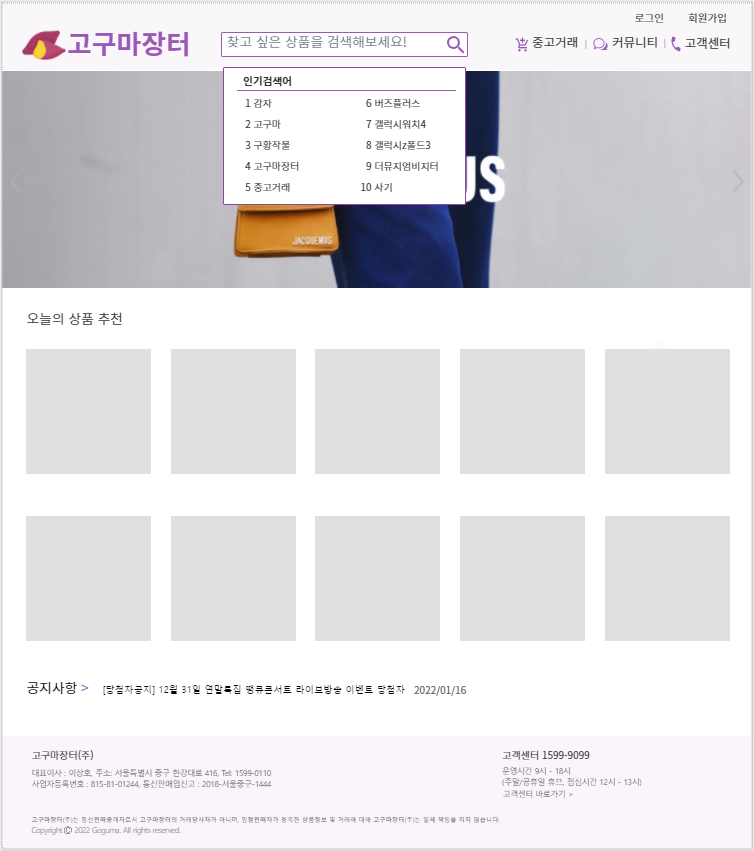 로그인 회원가입
고구마장터 찾고 싶은 상품을 검색해보세요! 중고거래 | 커뮤니티 | 고객센터
인기검색어
1 감자 6 버즈플러스
2 고구마 7 갤럭시워치4
3 구황작물 8 갤럭시z폴드3
4 고구마장터 9 더뮤지엄비지터
5 중고거래 10 사기
US
JACQUEMUS
오늘의 상품 추천
공지사항 > [당첨자공지] 12월 31일 연말특집 땡큐콘서트 라이브방송 이벤트 당첨자 2022/01/16
고구마장터(주) 고객센터 1599-9099
대표이사 : 이상호, 주소: 서울특별시 중구 한강대로 416, Tel: 1599-0110 운영시간 9시 - 18시
사업자등록번호 : 815-81-01244, 통신판매업신고 : 2018-서울중구-1444 (주말/공휴일 휴므, 점심시간 12시 - 13시)
고객센터 바로가기 >
고구마장터(주)는 통신판매중개자로서 고구마장터의 거래당사자가 아니며, 입점판매자가 등록한 상품정보 및 거래에 대해 고구마장터(주)는 일체 책임을 지지 않습니다.
Copyright © 2022 Goguma. All rights reserved.